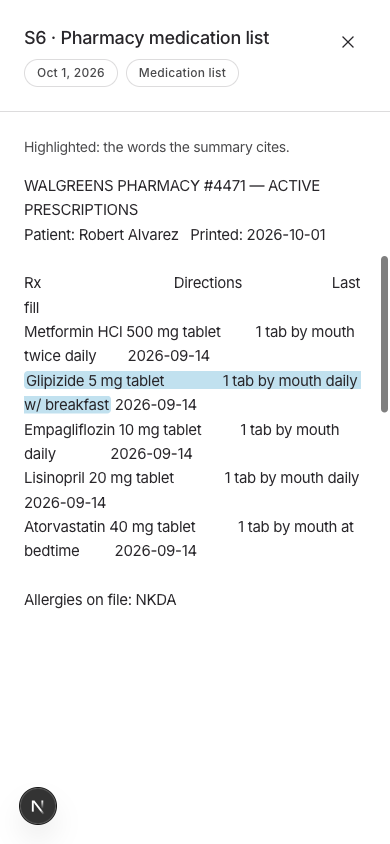 S6 · Pharmacy medication list
Oct 1, 2026 Medication list
Highlighted: the words the summary cites.
WALGREENS PHARMACY #4471 — ACTIVE
PRESCRIPTIONS
Patient: Robert Alvarez Printed: 2026-10-01
Rx Directions Last
fill
Metformin HCl 500 mg tablet 1 tab by mouth
twice daily 2026-09-14
Glipizide 5 mg tablet 1 tab by mouth daily
w/ breakfast 2026-09-14
Empagliflozin 10 mg tablet 1 tab by mouth
daily 2026-09-14
Lisinopril 20 mg tablet 1 tab by mouth daily
2026-09-14
Atorvastatin 40 mg tablet 1 tab by mouth at
bedtime 2026-09-14
Allergies on file: NKDA
N